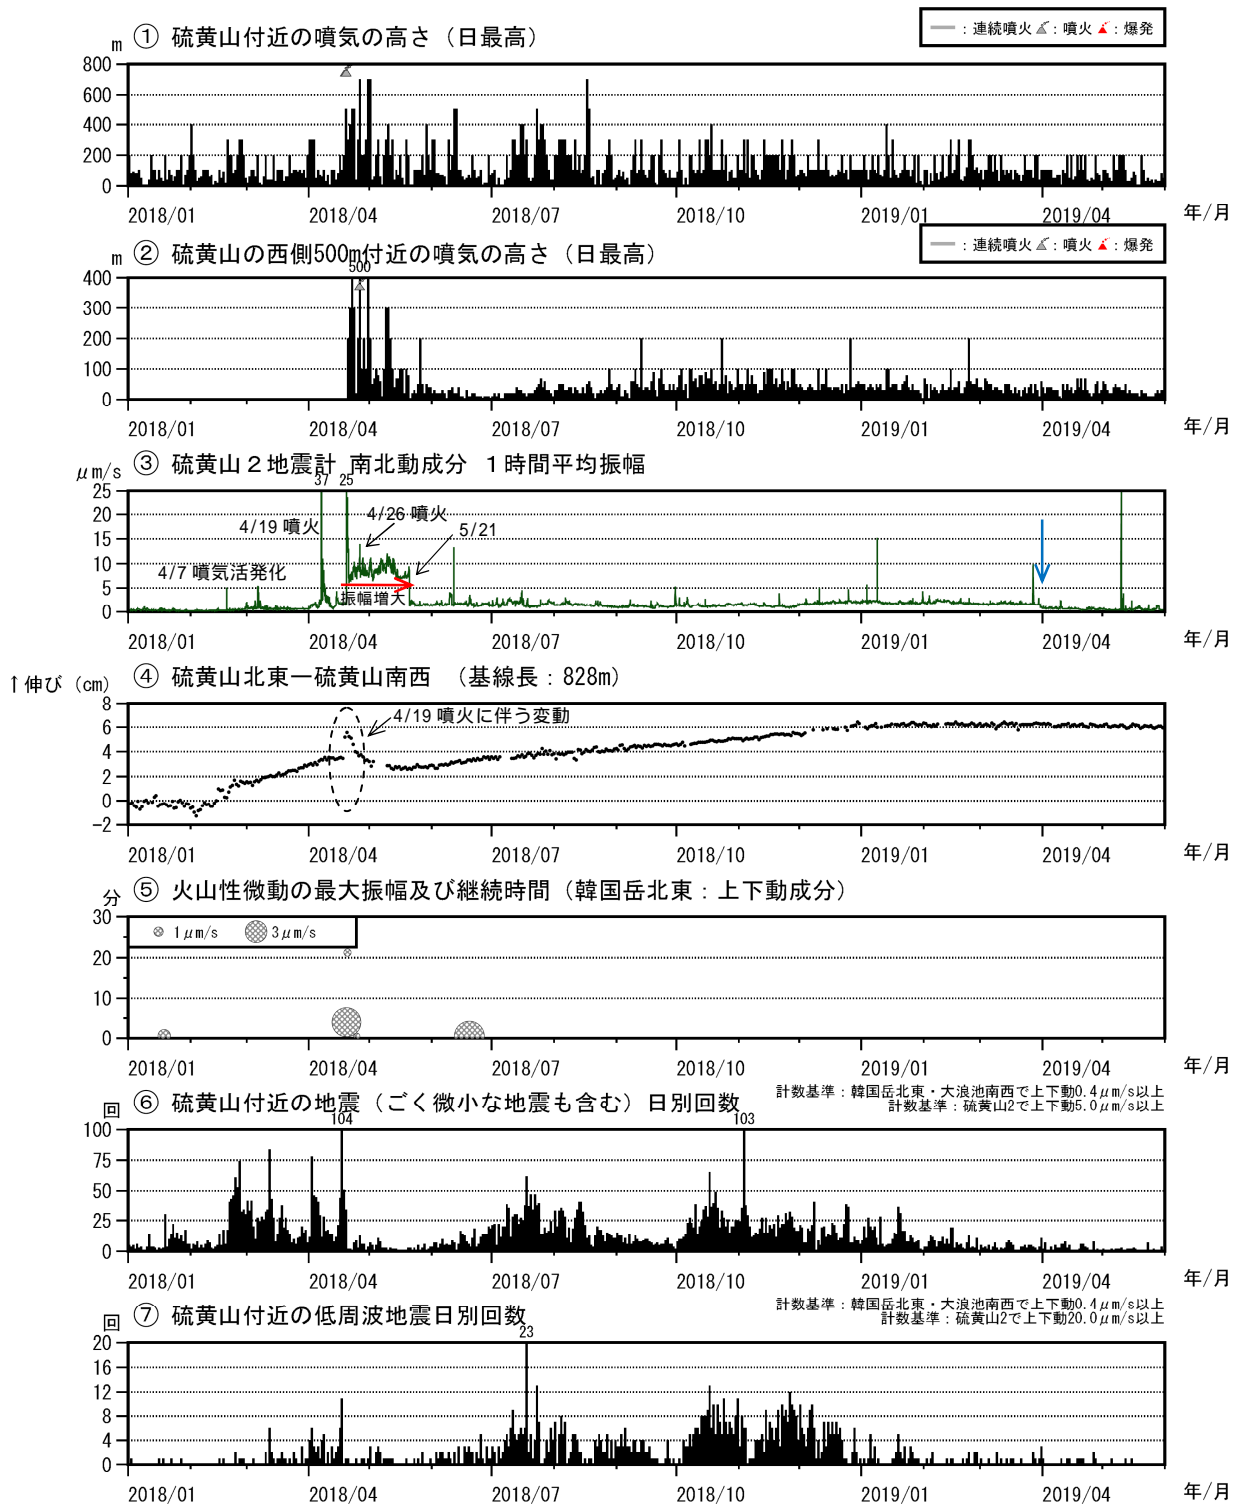 ① 硫黄山付近の噴気の高さ（日最高）
：連続噴火 ：噴火 ：爆発
m
800
600
400
200
0
2018/01 2018/04 2018/07 2018/10 2019/01 2019/04 年/月
② 硫黄山の西側500m付近の噴気の高さ（日最高）
：連続噴火 ：噴火 ：爆発
m
500
400
300
200
100
0
2018/01 2018/04 2018/07 2018/10 2019/01 2019/04 年/月
③ 硫黄山２地震計 南北動成分 １時間平均振幅
μm/s
37 25
25
20
15
10
5
0
4/19 噴火
4/26 噴火
5/21
4/7 噴気活発化
振幅増大
2018/01 2018/04 2018/07 2018/10 2019/01 2019/04 年/月
④ 硫黄山北東ー硫黄山南西 （基線長：828m）
↑伸び（cm）
8
6
4
2
0
-2
4/19 噴火に伴う変動
2018/01 2018/04 2018/07 2018/10 2019/01 2019/04 年/月
⑤ 火山性微動の最大振幅及び継続時間（韓国岳北東：上下動成分）
分
30
20
10
0
1μm/s 3μm/s
2018/01 2018/04 2018/07 2018/10 2019/01 2019/04 年/月
⑥ 硫黄山付近の地震（ごく微小な地震も含む）日別回数
計数基準：韓国岳北東・大浪池南西で上下動0.4μm/s以上
計数基準：硫黄山2で上下動5.0μm/s以上
回
104 103
100
75
50
25
0
2018/01 2018/04 2018/07 2018/10 2019/01 2019/04 年/月
⑦ 硫黄山付近の低周波地震日別回数
計数基準：韓国岳北東・大浪池南西で上下動0.4μm/s以上
計数基準：硫黄山2で上下動20.0μm/s以上
回
23
20
16
12
8
4
0
2018/01 2018/04 2018/07 2018/10 2019/01 2019/04 年/月